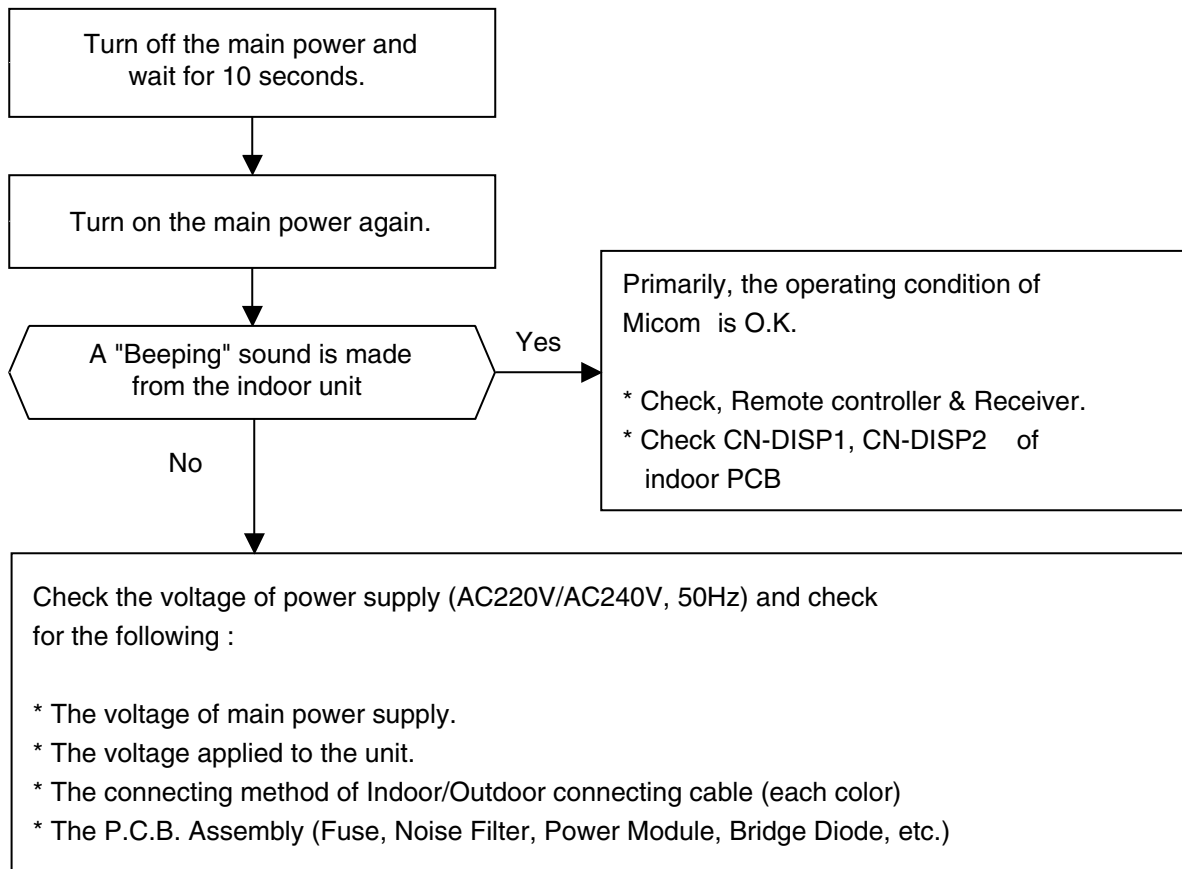 Turn off the main power and
wait for 10 seconds.
Turn on the main power again.
A "Beeping" sound is made
from the indoor unit
Yes
No
Primarily, the operating condition of
Micom is O.K.
* Check, Remote controller & Receiver.
* Check CN-DISP1, CN-DISP2 of
indoor PCB
Check the voltage of power supply (AC220V/AC240V, 50Hz) and check
for the following :
* The voltage of main power supply.
* The voltage applied to the unit.
* The connecting method of Indoor/Outdoor connecting cable (each color)
* The P.C.B. Assembly (Fuse, Noise Filter, Power Module, Bridge Diode, etc.)